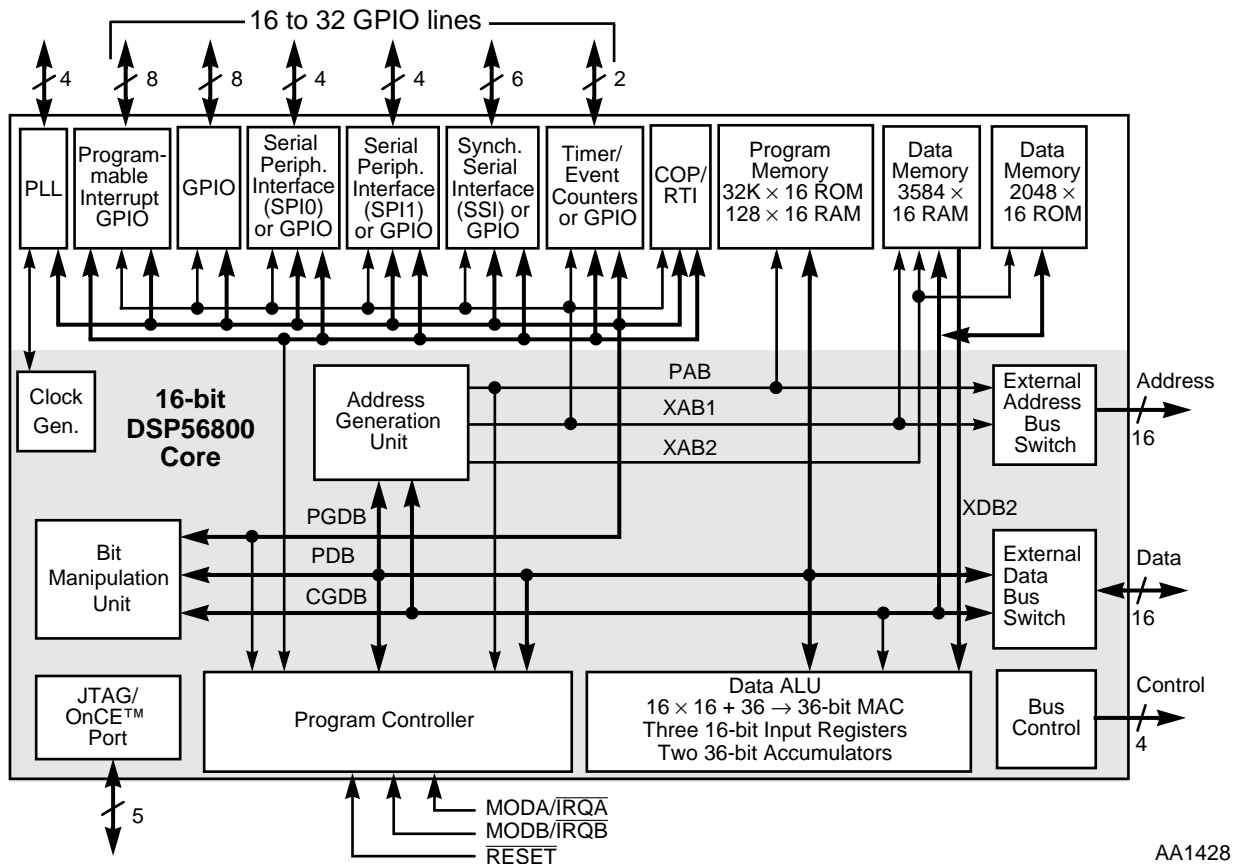 16 to 32 GPIO lines
4
8
8
4
4
6
2
PLL
Program-
mable
Interrupt
GPIO
GPIO
Serial
Periph.
Interface
(SPI0)
or GPIO
Serial
Periph.
Interface
(SPI1)
or GPIO
Synch.
Serial
Interface
(SSI) or
GPIO
Timer/
Event
Counters
or GPIO
COP/
RTI
Program
Memory
32K × 16 ROM
128 × 16 RAM
Data
Memory
3584 ×
16 RAM
Data
Memory
2048 ×
16 ROM
Clock
Gen.
16-bit
DSP56800
Core
Address
Generation
Unit
PAB
XAB1
XAB2
External
Address
Bus
Switch
Address
16
PGDB
PDB
CGDB
XDB2
Bit
Manipulation
Unit
External
Data
Bus
Switch
Data
16
JTAG/
OnCE™
Port
5
Program Controller
Data ALU
16 × 16 + 36 → 36-bit MAC
Three 16-bit Input Registers
Two 36-bit Accumulators
Bus
Control
Control
4
MODA/IRQA
MODB/IRQB
RESET
AA1428